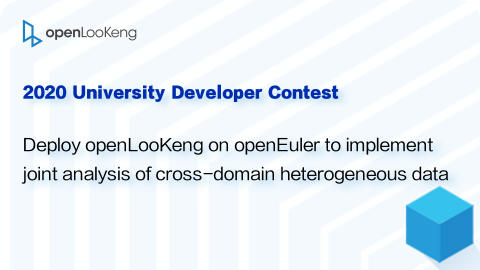 openLooKeng
2020 University Developer Contest
Deploy openLooKeng on openEuler to implement
joint analysis of cross-domain heterogeneous data